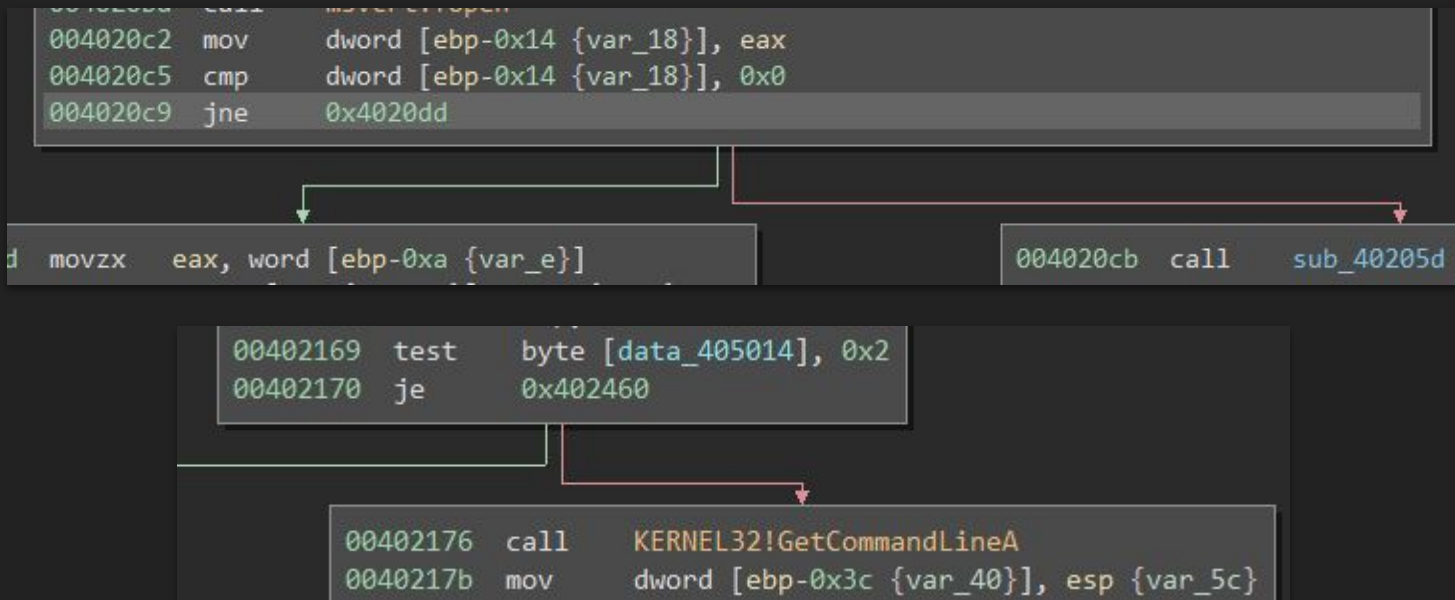 004020c2 mov dword [ebp-0x14 {var_18}], eax
004020c5 cmp dword [ebp-0x14 {var_18}], 0x0
004020c9 jne 0x4020dd
d movzx eax, word [ebp-0xa {var_e}]
004020cb call sub_40205d
00402169 test byte [data_405014], 0x2
00402170 je 0x402460
00402176 call KERNEL32!GetCommandLineA
0040217b mov dword [ebp-0x3c {var_40}], esp {var_5c}